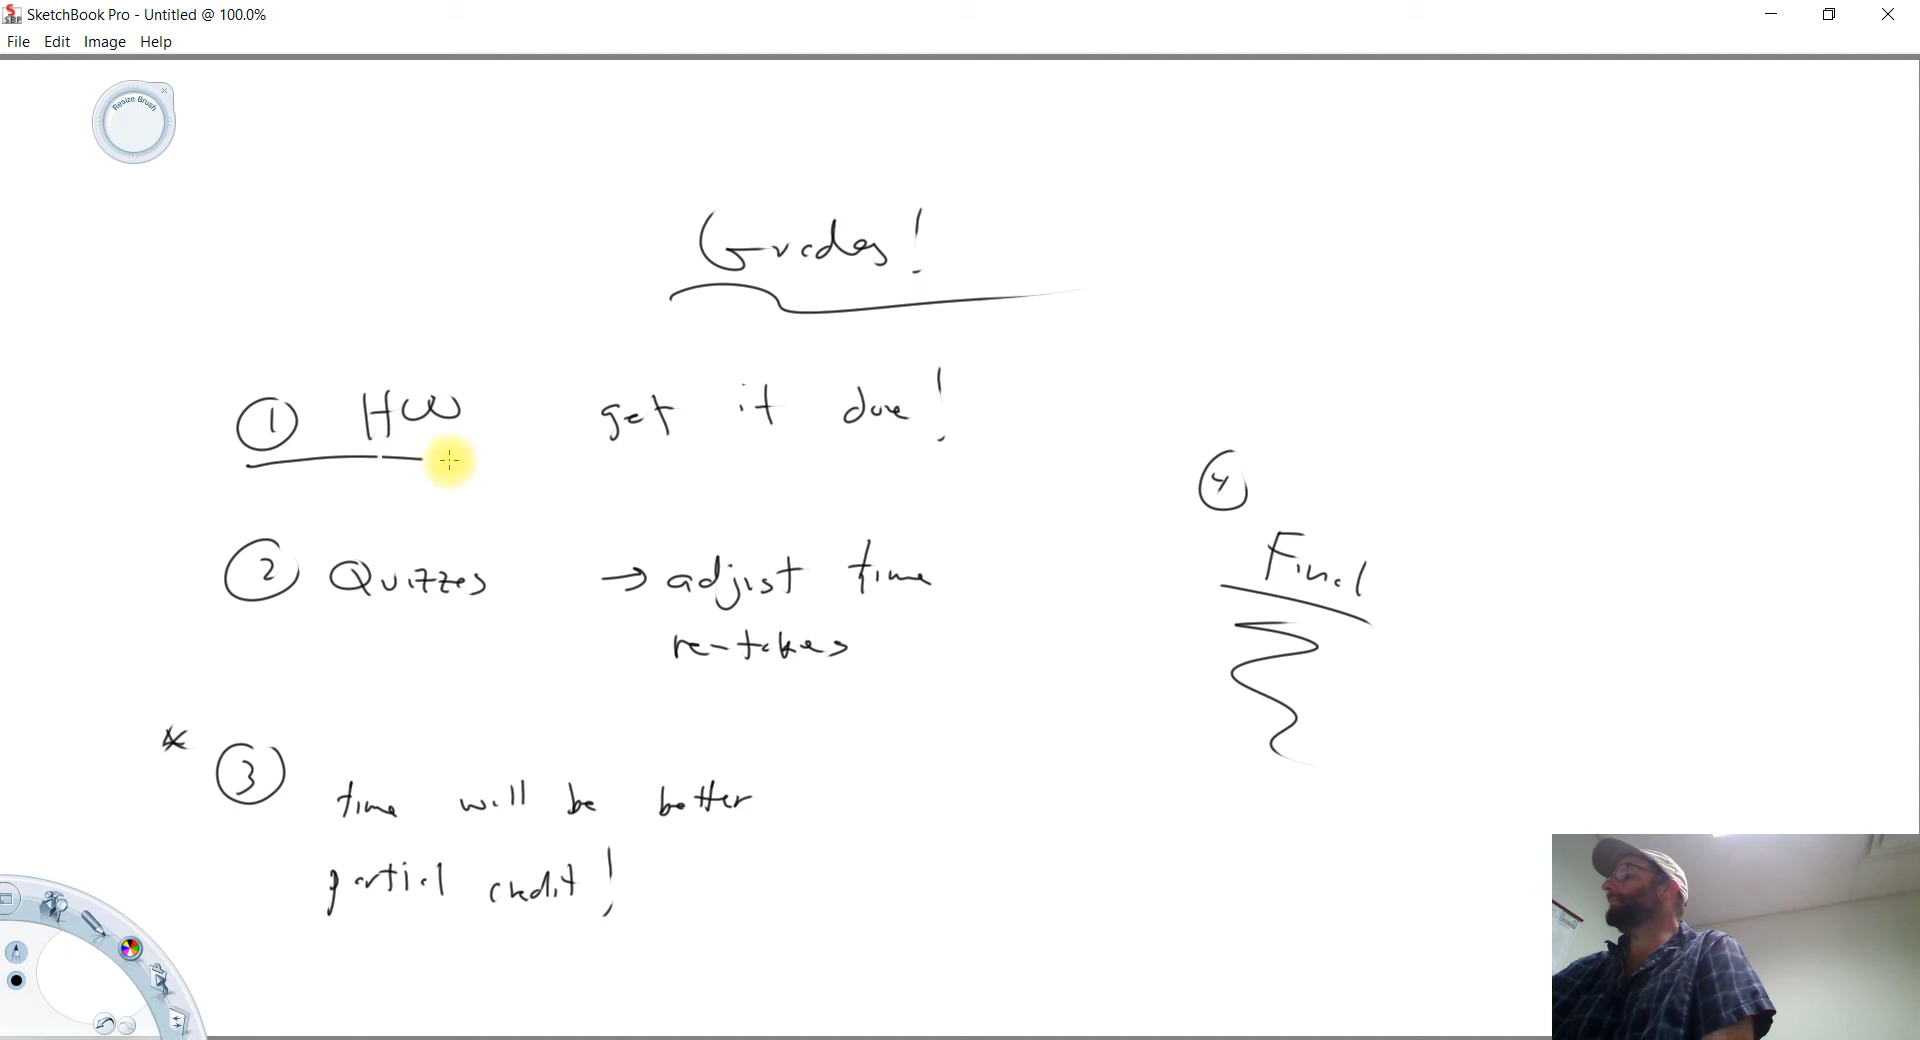 SketchBook Pro - Untitled @ 100.0%
File Edit Image Help
Resize Brush
Grades!
① HW get it done!
② Quizzes → adjust time
re-takes
* ③
time will be better
partial credit!
④
Final